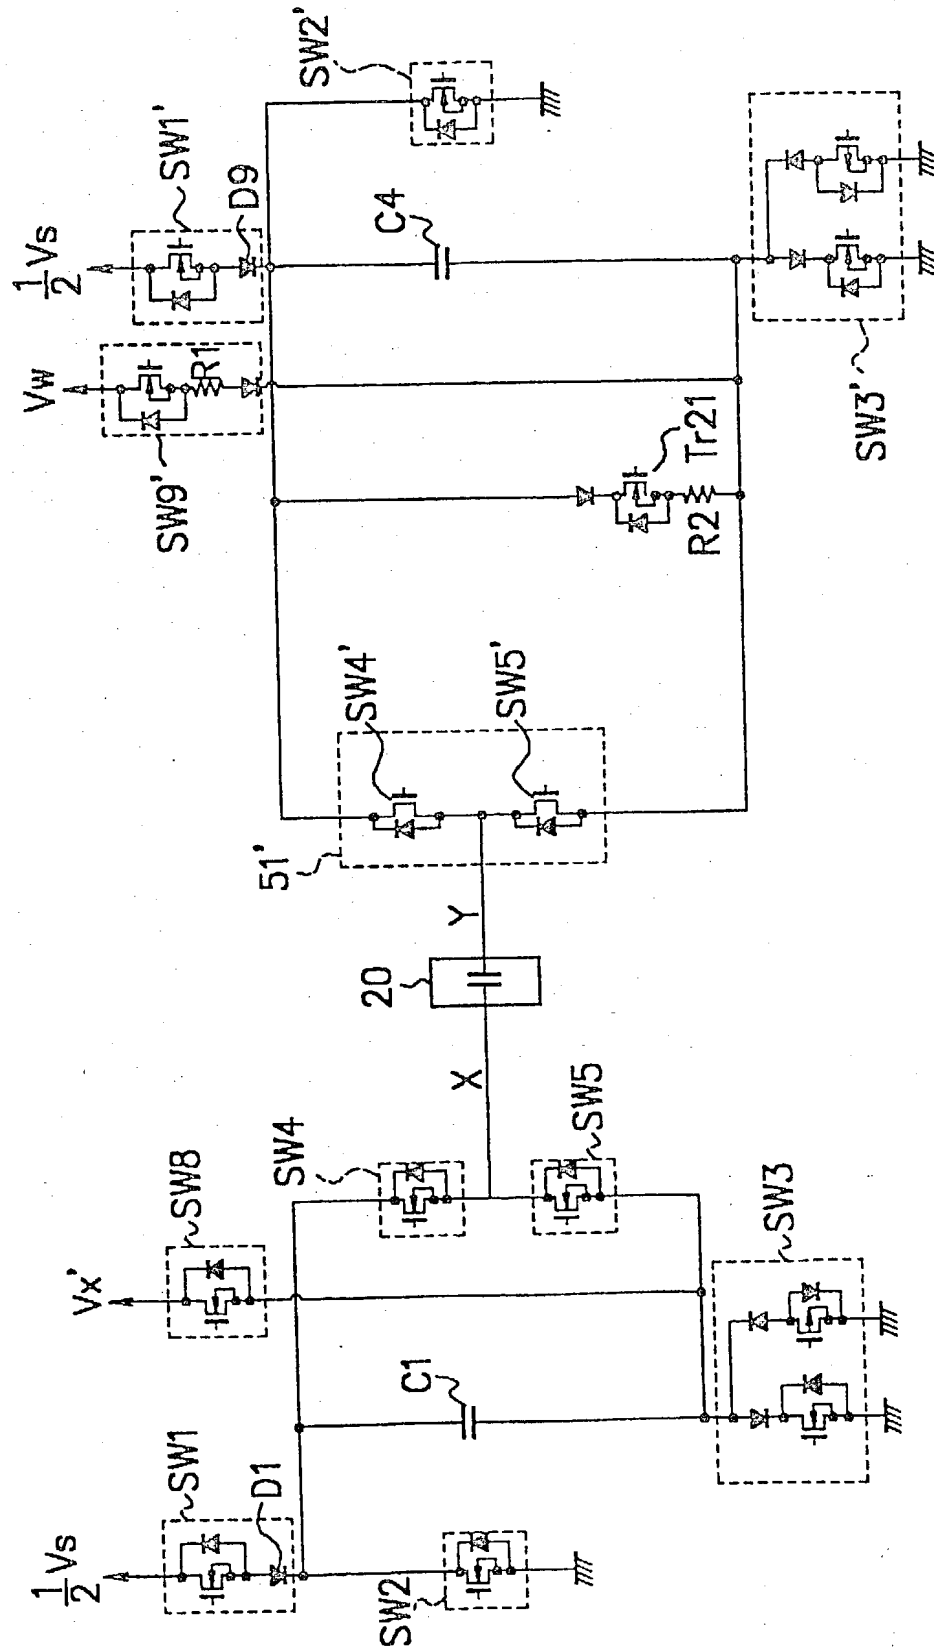 1/2 Vs
SW1
D1
SW2
C1
Vx'
SW8
SW3
SW4
SW5
X
20
Y
51'
SW4'
SW5'
Vw
SW9'
R1
R2
Tr21
1/2 Vs
SW1'
D9
C4
SW2'
SW3'